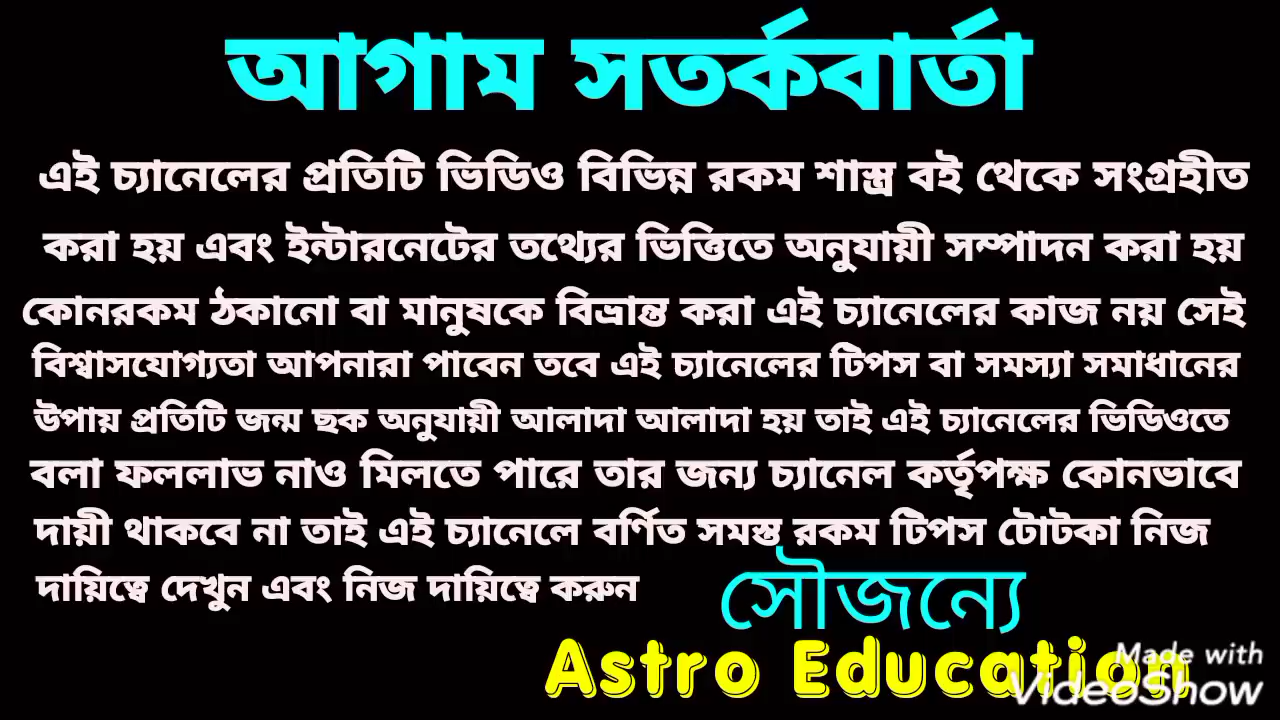 আগাম সতর্কবার্তা
এই চ্যানেলের প্রতিটি ভিডিও বিভিন্ন রকম শাস্ত্র বই থেকে সংগ্রহীত
করা হয় এবং ইন্টারনেটের তথ্যের ভিত্তিতে অনুযায়ী সম্পাদন করা হয়
কোনরকম ঠকানো বা মানুষকে বিভ্রান্ত করা এই চ্যানেলের কাজ নয় সেই
বিশ্বাসযোগ্যতা আপনারা পাবেন তবে এই চ্যানেলের টিপস বা সমস্যা সমাধানের
উপায় প্রতিটি জন্ম ছক অনুযায়ী আলাদা আলাদা হয় তাই এই চ্যানেলের ভিডিওতে
বলা ফললাভ নাও মিলতে পারে তার জন্য চ্যানেল কর্তৃপক্ষ কোনভাবে
দায়ী থাকবে না তাই এই চ্যানেলে বর্ণিত সমস্ত রকম টিপস টোটকা নিজ
দায়িত্বে দেখুন এবং নিজ দায়িত্বে করুন
সৌজন্যে
Astro Education
Made with
VideoShow